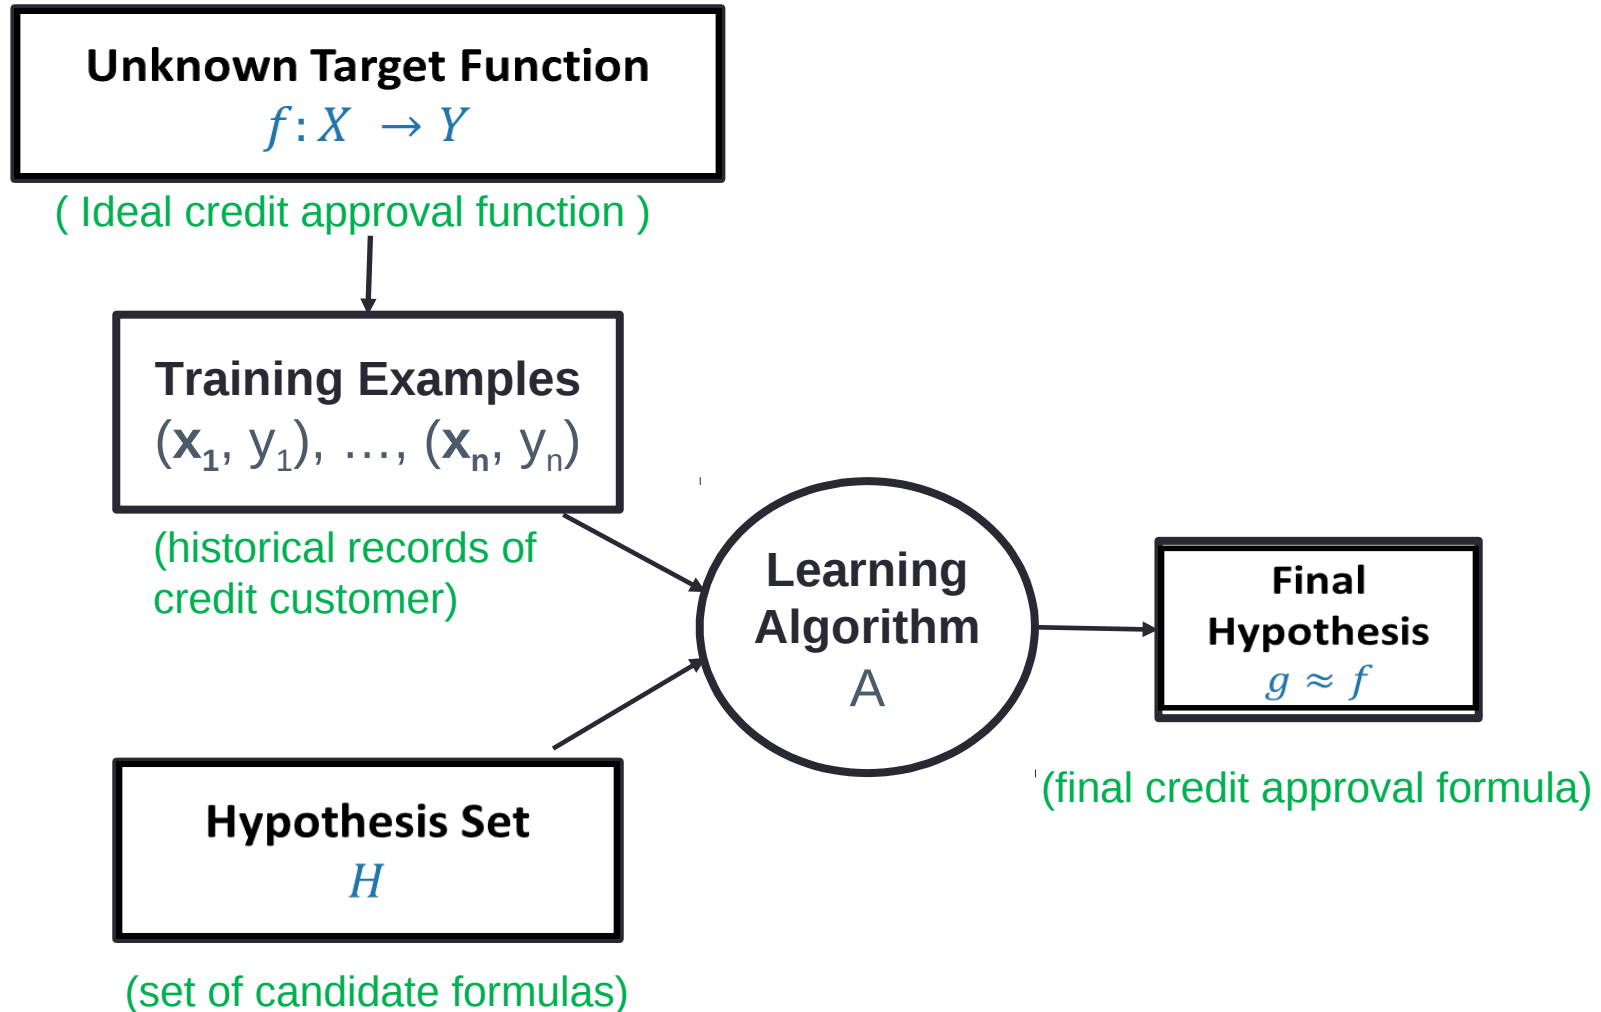 Unknown Target Function
f : X → Y
( Ideal credit approval function )
Training Examples
(x₁, y₁), …, (xₙ, yₙ)
(historical records of
credit customer)
Learning
Algorithm
A
Final
Hypothesis
g ≈ f
(final credit approval formula)
Hypothesis Set
H
(set of candidate formulas)